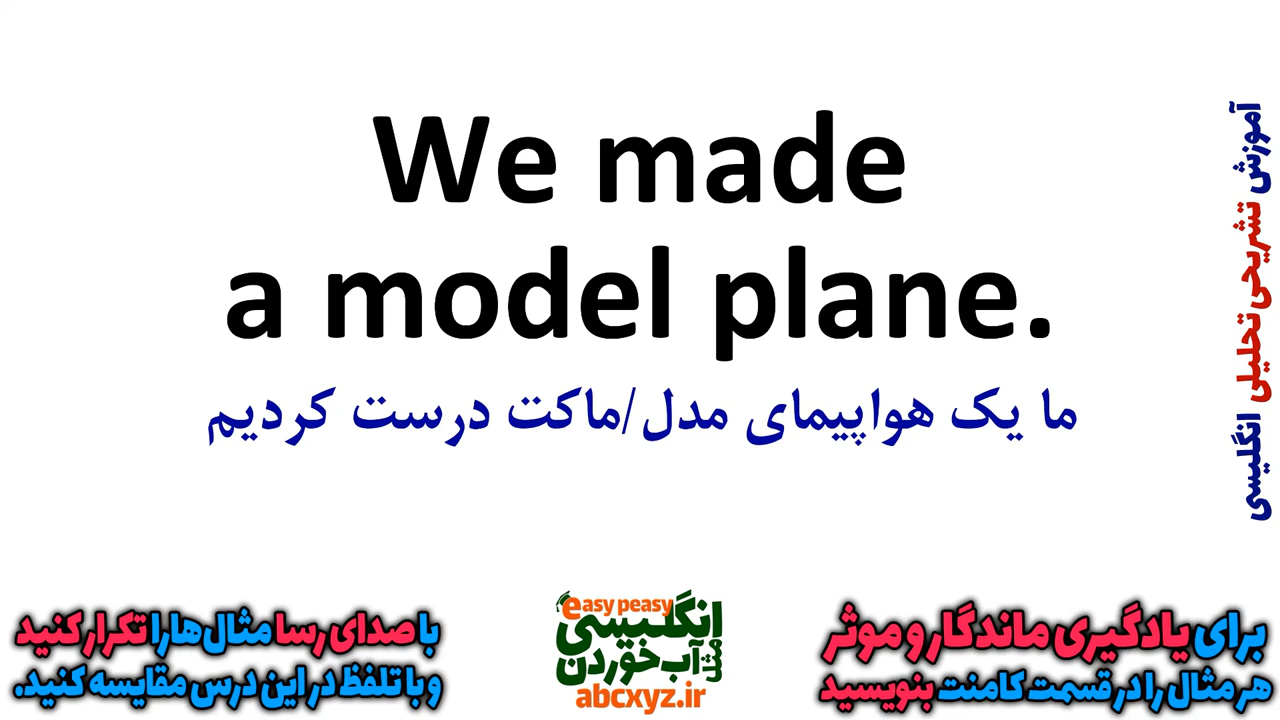 We made
a model plane.
ما یک هواپیمای مدل/ماکت درست کردیم
آموزش تشریحی تحلیلی انگلیسی
برای یادگیری ماندگار و موثر
هر مثال را در قسمت کامنت بنویسید
easy peasy
انگلیسی
مثل
آب خوردن
abcxyz.ir
با صدای رسا مثال‌ها را تکرار کنید
و با تلفظ در این درس مقایسه کنید.